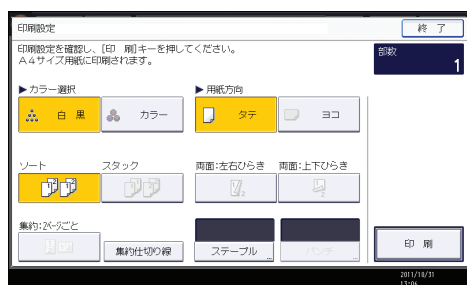 印刷設定
終 了
印刷設定を確認し、[印 刷]キーを押してください。
A4サイズ用紙に印刷されます。
部数
1
▶カラー選択
▶用紙方向
白 黒
カラー
タテ
ヨコ
ソート
スタック
両面:左右ひらき
両面:上下ひらき
集約:2ページごと
集約仕切り線
ステープル
パンチ
印 刷
2011/10/31
13:06